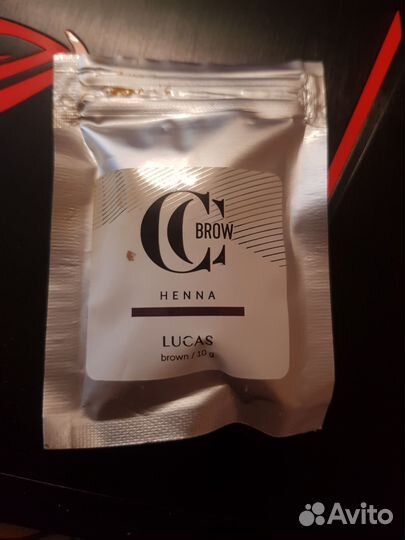 CC BROW
HENNA
LUCAS
brown / 10 g
Avito